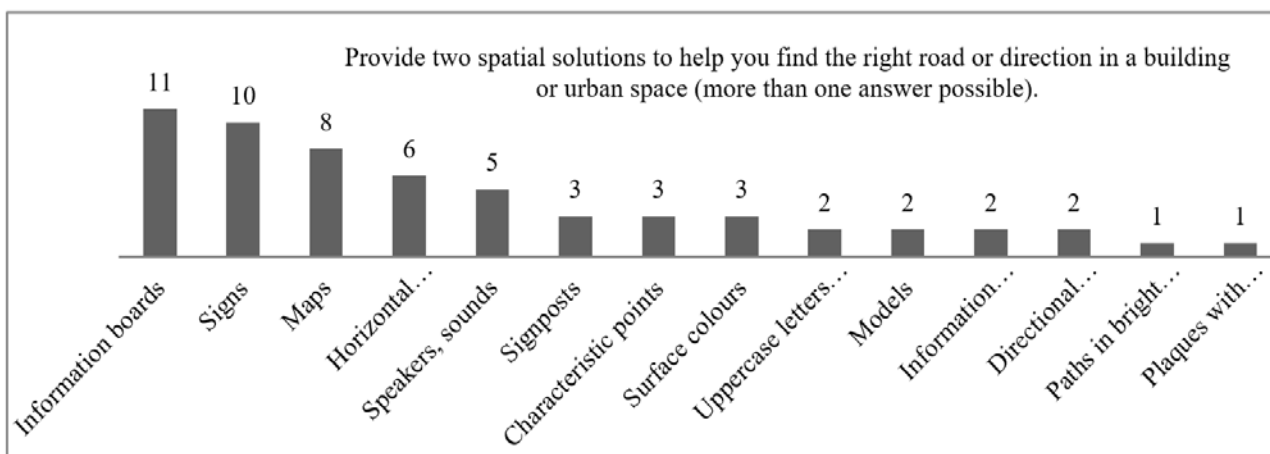 Provide two spatial solutions to help you find the right road or direction in a building
or urban space (more than one answer possible).
11
10
8
6
5
3
3
3
2
2
2
2
1
1
Information boards
Signs
Maps
Horizontal...
Speakers, sounds
Signposts
Characteristic points
Surface colours
Uppercase letters...
Models
Information...
Directional...
Paths in bright...
Plaques with...